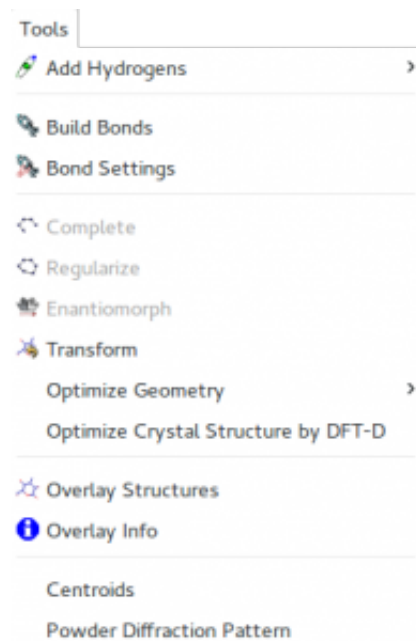 Tools
Add Hydrogens
Build Bonds
Bond Settings
Complete
Regularize
Enantiomorph
Transform
Optimize Geometry
Optimize Crystal Structure by DFT-D
Overlay Structures
Overlay Info
Centroids
Powder Diffraction Pattern